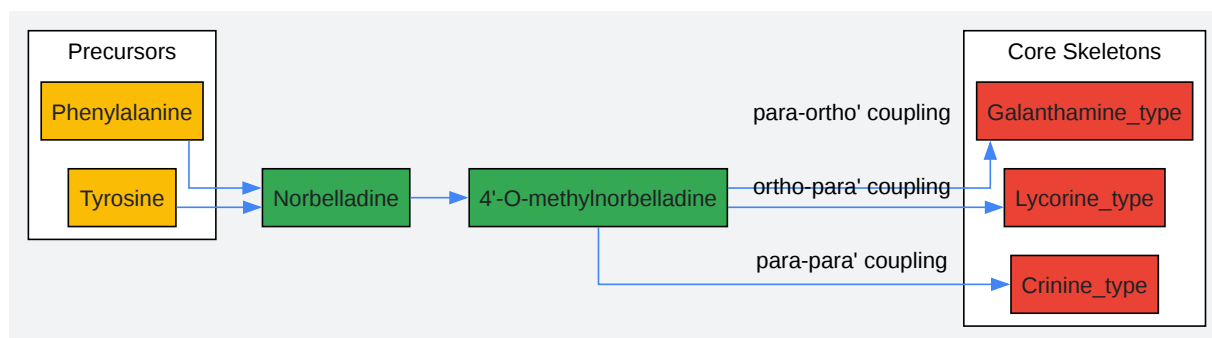 Precursors
Phenylalanine
Tyrosine
Norbelladine
4'-O-methylnorbelladine
para-ortho' coupling
ortho-para' coupling
para-para' coupling
Core Skeletons
Galanthamine_type
Lycorine_type
Crinine_type